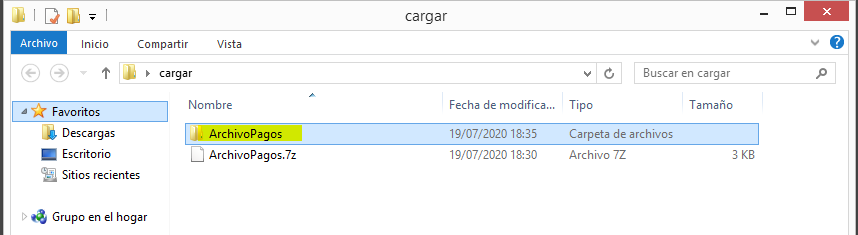 cargar
Archivo Inicio Compartir Vista
cargar Buscar en cargar
Nombre Fecha de modifica... Tipo Tamaño
Favoritos
ArchivoPagos 19/07/2020 18:35 Carpeta de archivos
Descargas
ArchivoPagos.7z 19/07/2020 18:30 Archivo 7Z 3 KB
Escritorio
Sitios recientes
Grupo en el hogar